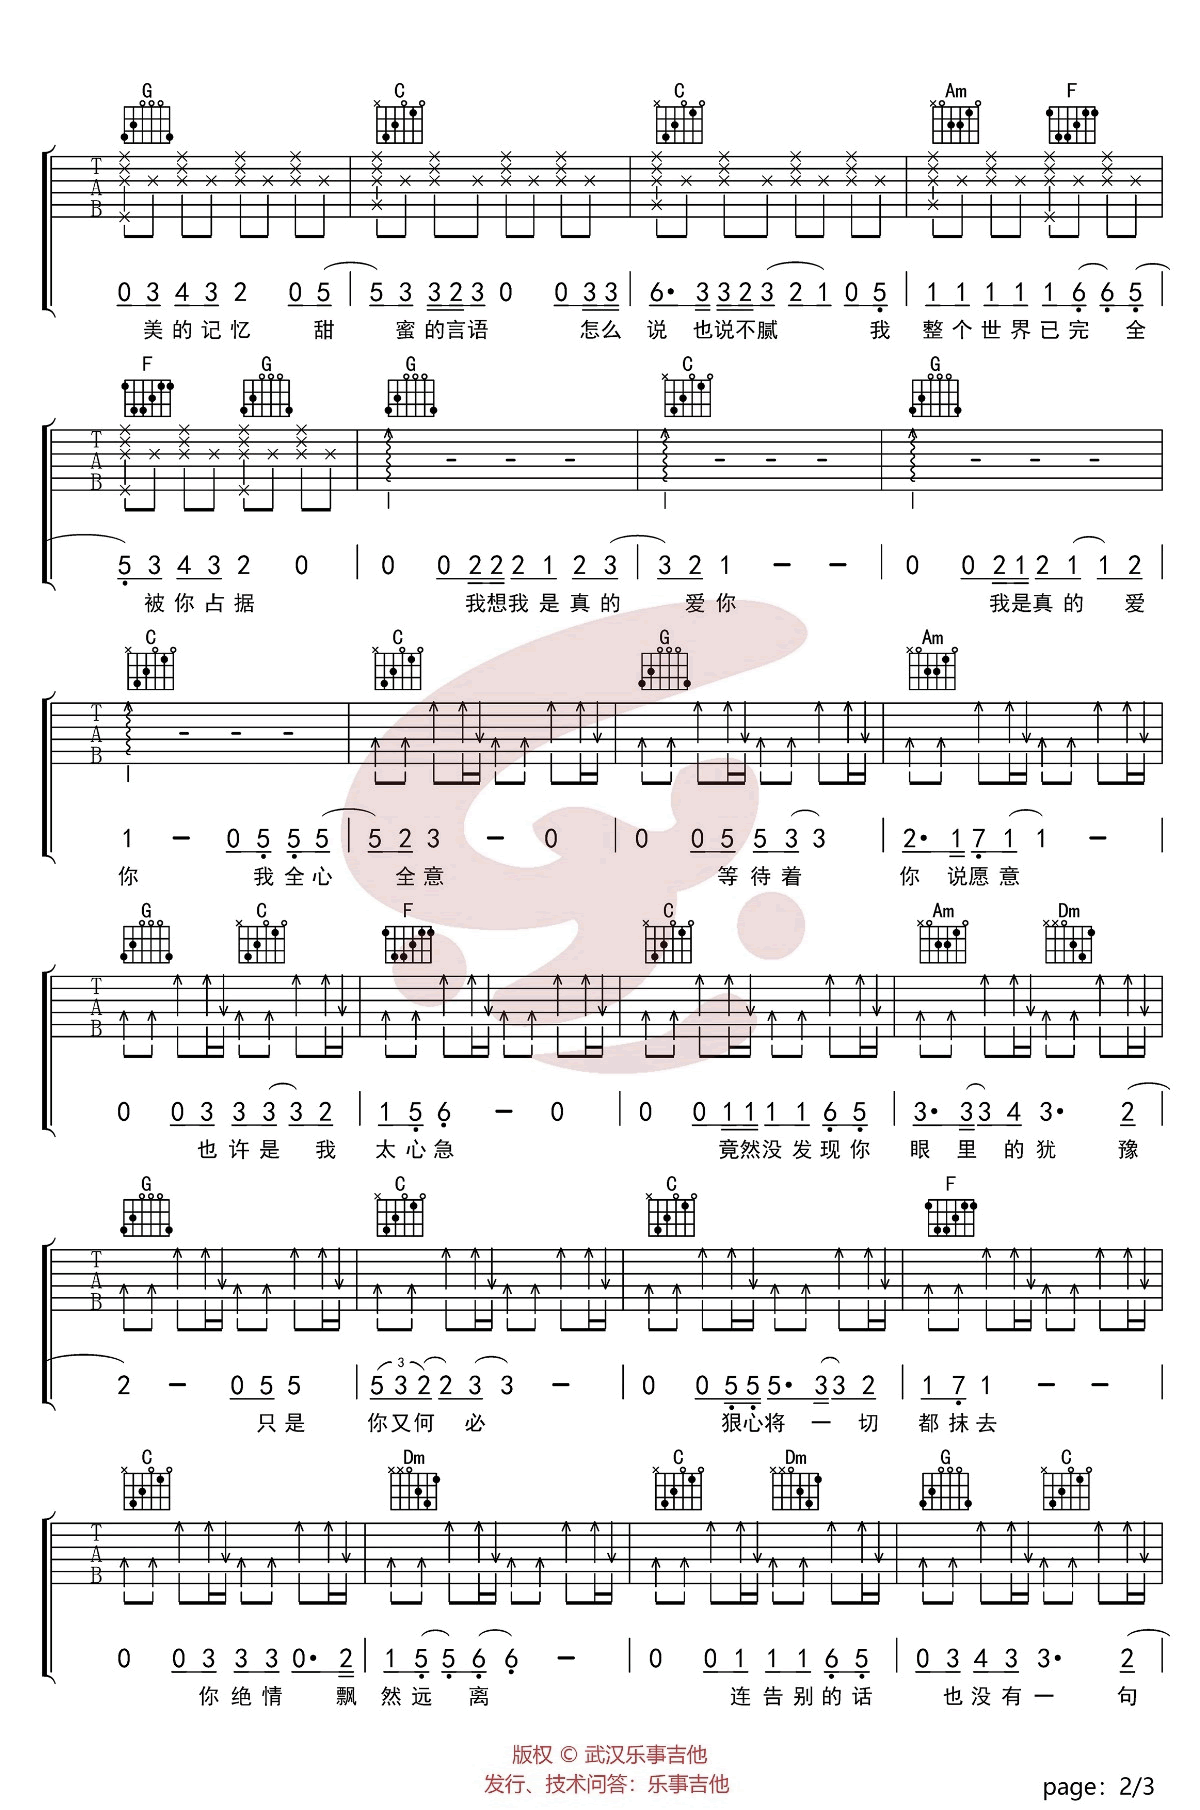 G C C Am F
T A B
0 3 4 3 2 0 5 | 5 3 3 2 3 0 0 3 3 | 6· 3 3 2 3 2 1 0 5 | 1 1 1 1 1 6 6 5
美的记忆 甜 蜜的言语 怎么 说 也说不腻 我 整个世界已完 全
F G G C G
T A B
5 3 4 3 2 0 | 0 0 2 2 2 1 2 3 | 3 2 1 - - | 0 0 2 1 2 1 1 2
被你占据 我想我是真的 爱你 我是真的 爱
C C G Am
T A B
1 - 0 5 5 5 | 5 2 3 - 0 | 0 0 5 5 3 3 | 2· 1 7 1 1 -
你 我全心 全意 等待着 你 说愿意
G C F C Am Dm
T A B
0 0 3 3 3 3 2 | 1 5 6 - 0 | 0 0 1 1 1 1 6 5 | 3· 3 3 4 3· 2
也许是 我 太心急 竟然没发现你 眼 里 的犹 豫
G C C F
T A B
3
2 - 0 5 5 | 5 3 2 2 3 3 - | 0 0 5 5 5· 3 3 2 | 1 7 1 - -
只是 你又何 必 狠心将 一 切 都抹去
C Dm C Dm G C
T A B
0 0 3 3 3 0· 2 | 1 5 5 6 6 - | 0 0 1 1 1 6 5 | 0 3 4 3 3· 2
你绝情 飘 然远 离 连告别的话 也没有一 句
版权 © 武汉乐事吉他
发行、技术问答：乐事吉他
page：2/3